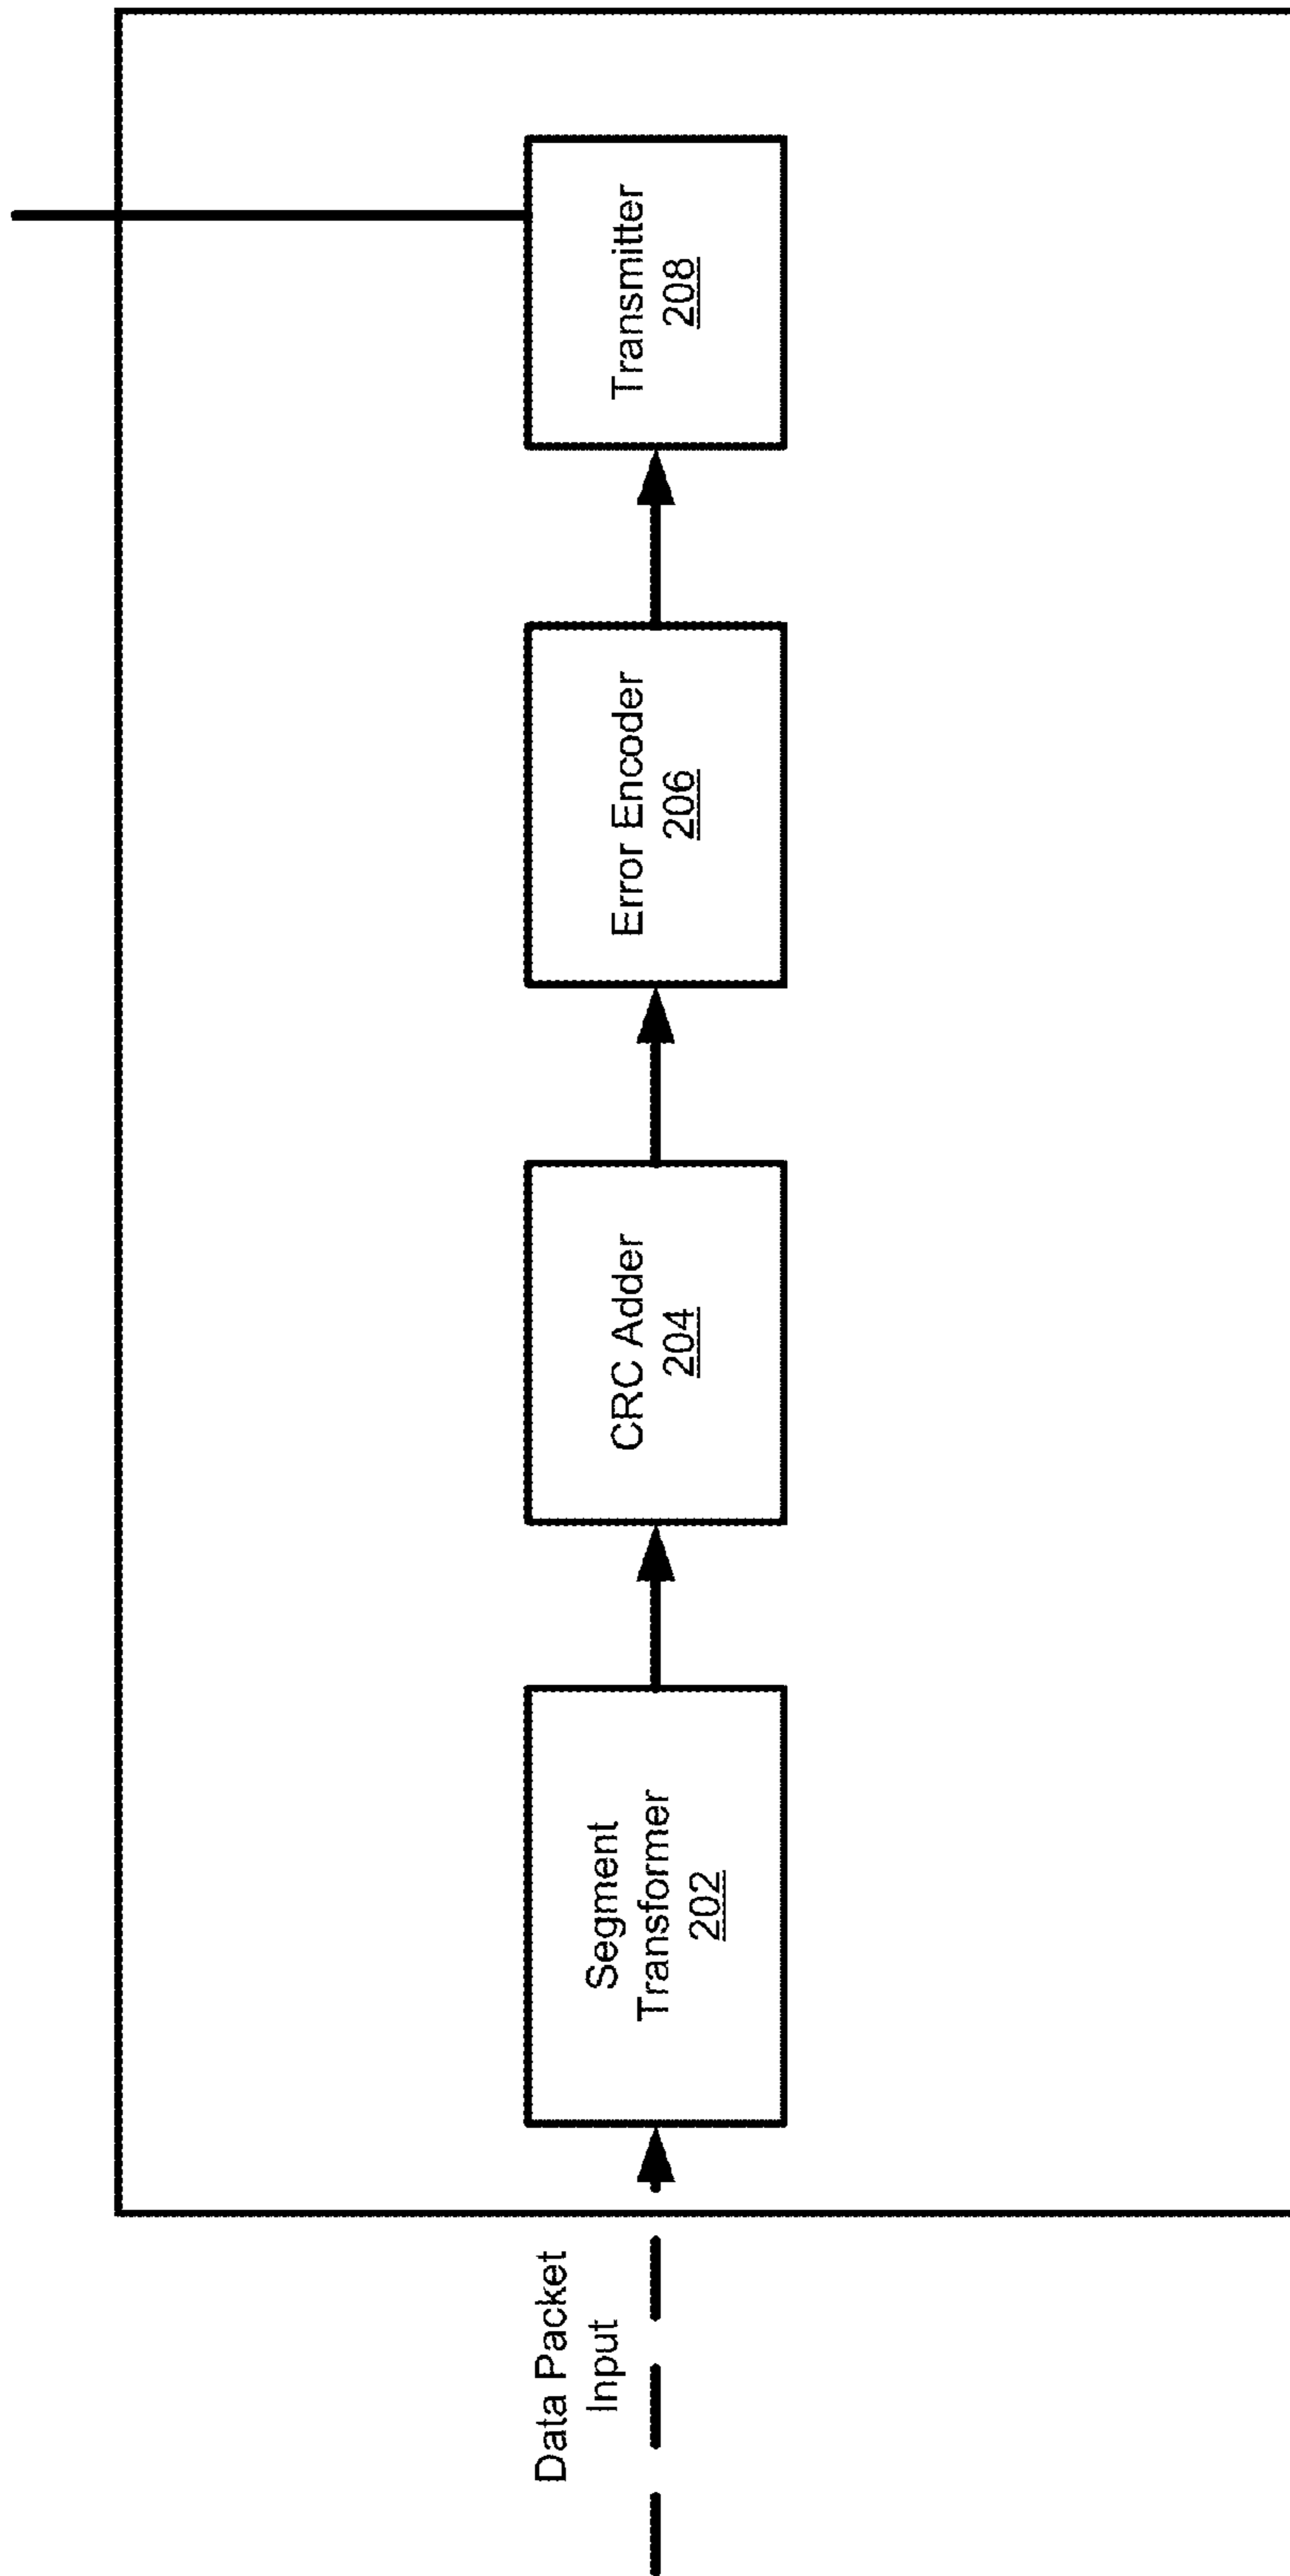 Data Packet
Input
Segment
Transformer
202
CRC Adder
204
Error Encoder
206
Transmitter
208